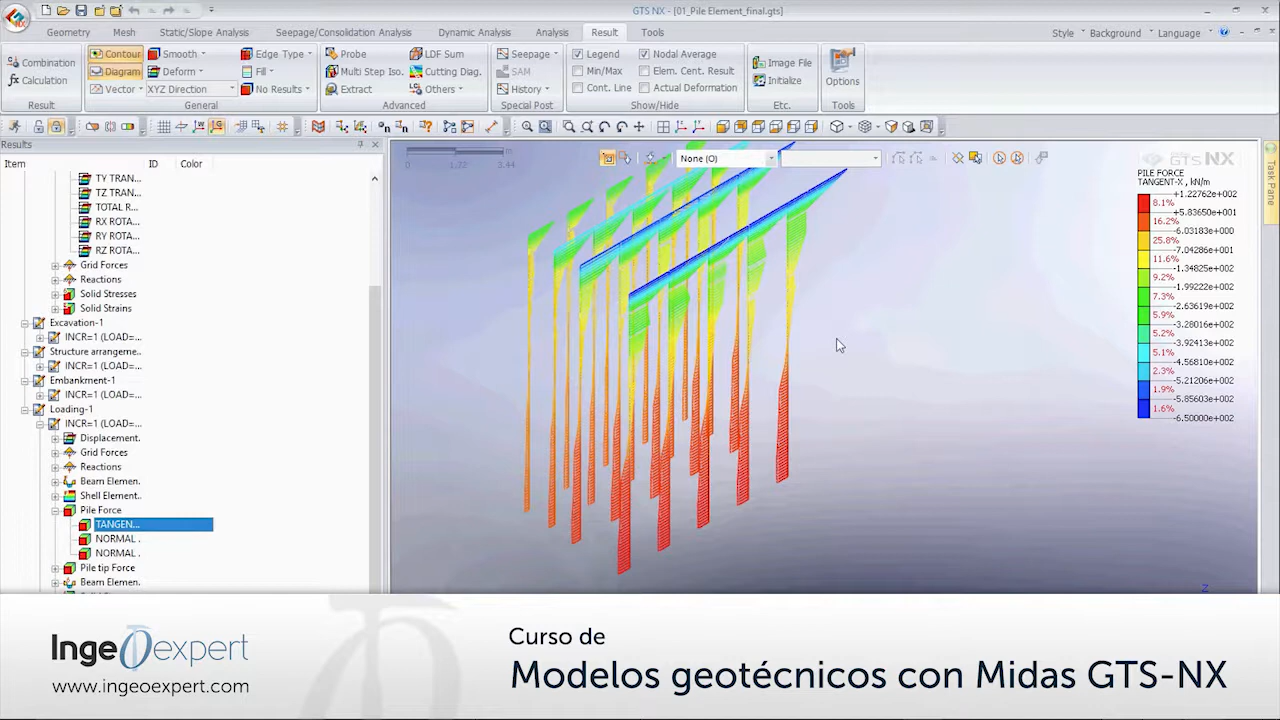 GTS NX - [01_Pile Element_final.gts]
Geometry Mesh Static/Slope Analysis Seepage/Consolidation Analysis Dynamic Analysis Analysis Result Tools Style Background Language
Combination Contour Smooth Edge Type Probe LDF Sum Seepage Legend Nodal Average Image File
Calculation Diagram Deform Fill Multi Step Iso. Cutting Diag. SAM Min/Max Elem. Cent. Result Initialize Options
Vector XYZ Direction No Results Extract Others History Cont. Line Actual Deformation
Result General Advanced Special Post Show/Hide Etc. Tools
Results
Item ID Color
TY TRAN...
TZ TRAN...
TOTAL R...
RX ROTA...
RY ROTA...
RZ ROTA...
Grid Forces
Reactions
Solid Stresses
Solid Strains
Excavation-1
INCR=1 (LOAD=...
Structure arrangeme..
INCR=1 (LOAD=...
Embankment-1
INCR=1 (LOAD=...
Loading-1
INCR=1 (LOAD=...
Displacement.
Grid Forces
Reactions
Beam Elemen.
Shell Element..
Pile Force
TANGEN...
NORMAL .
NORMAL .
Pile tip Force
Beam Elemen.
1.22 3.44 m
None (O)
GTS NX
Task Pane
PILE FORCE
TANGENT-X , kN/m
+1.22762e+002
8.1%
+5.83650e+001
16.2%
-6.03183e+000
25.8%
-7.04286e+001
11.6%
-1.34825e+002
9.2%
-1.99222e+002
7.3%
-2.63619e+002
5.9%
-3.28016e+002
5.2%
-3.92413e+002
5.1%
-4.56810e+002
2.3%
-5.21206e+002
1.9%
-5.85603e+002
1.6%
-6.50000e+002
Z
Ingeoexpert
www.ingeoexpert.com
Curso de
Modelos geotécnicos con Midas GTS-NX